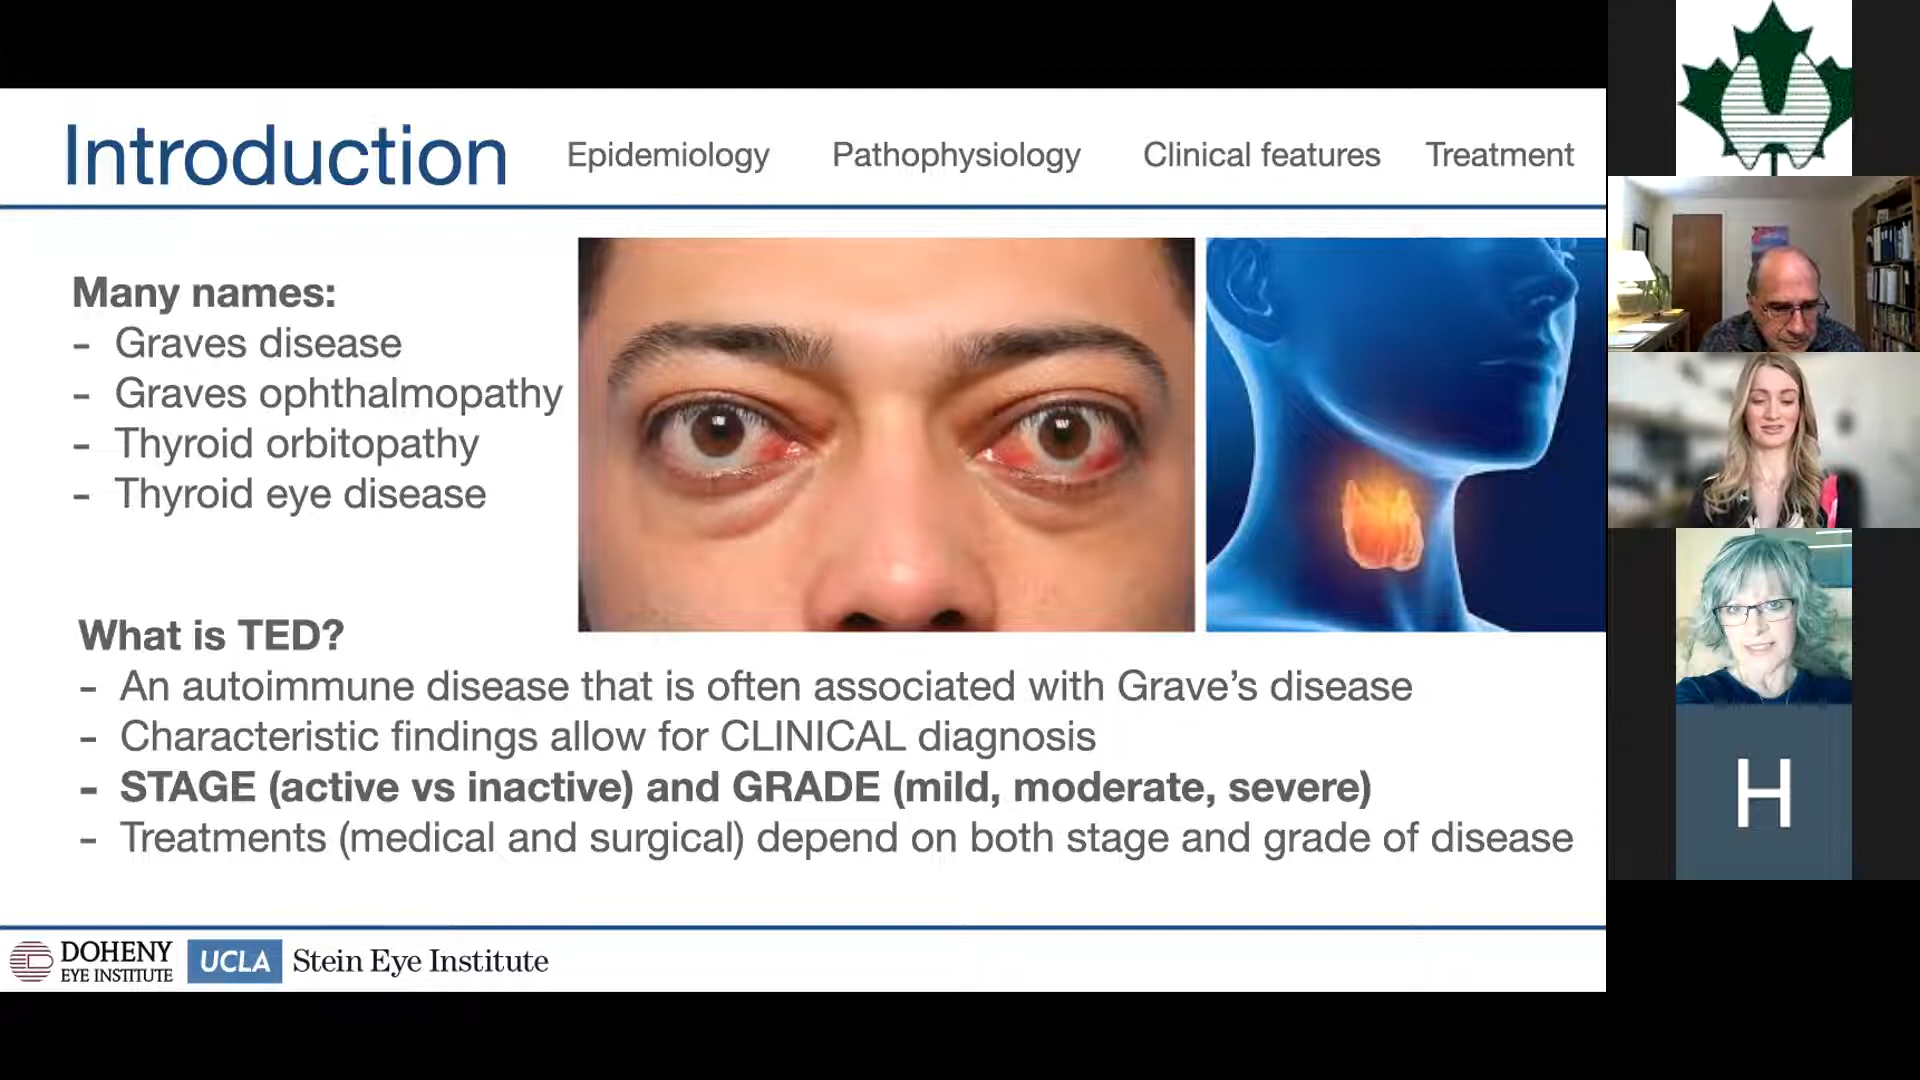 Introduction
Epidemiology
Pathophysiology
Clinical features
Treatment
Many names:
- Graves disease
- Graves ophthalmopathy
- Thyroid orbitopathy
- Thyroid eye disease
What is TED?
- An autoimmune disease that is often associated with Grave’s disease
- Characteristic findings allow for CLINICAL diagnosis
- STAGE (active vs inactive) and GRADE (mild, moderate, severe)
- Treatments (medical and surgical) depend on both stage and grade of disease
DOHENY
EYE INSTITUTE
UCLA
Stein Eye Institute
H